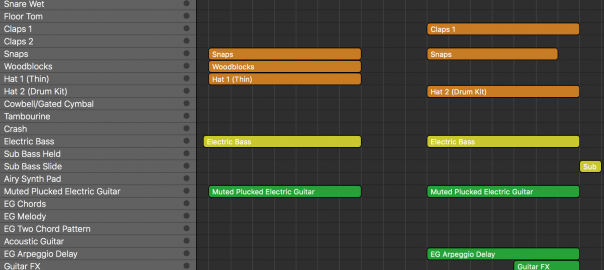 Snare Wet
Floor Tom
Claps 1 Claps 1
Claps 2
Snaps Snaps Snaps
Woodblocks Woodblocks
Hat 1 (Thin) Hat 1 (Thin)
Hat 2 (Drum Kit) Hat 2 (Drum Kit)
Cowbell/Gated Cymbal
Tambourine
Crash
Electric Bass Electric Bass Electric Bass
Sub Bass Held
Sub Bass Slide Sub
Airy Synth Pad
Muted Plucked Electric Guitar Muted Plucked Electric Guitar Muted Plucked Electric Guitar
EG Chords
EG Melody
EG Two Chord Pattern
Acoustic Guitar
EG Arpeggio Delay EG Arpeggio Delay
Guitar FX Guitar FX